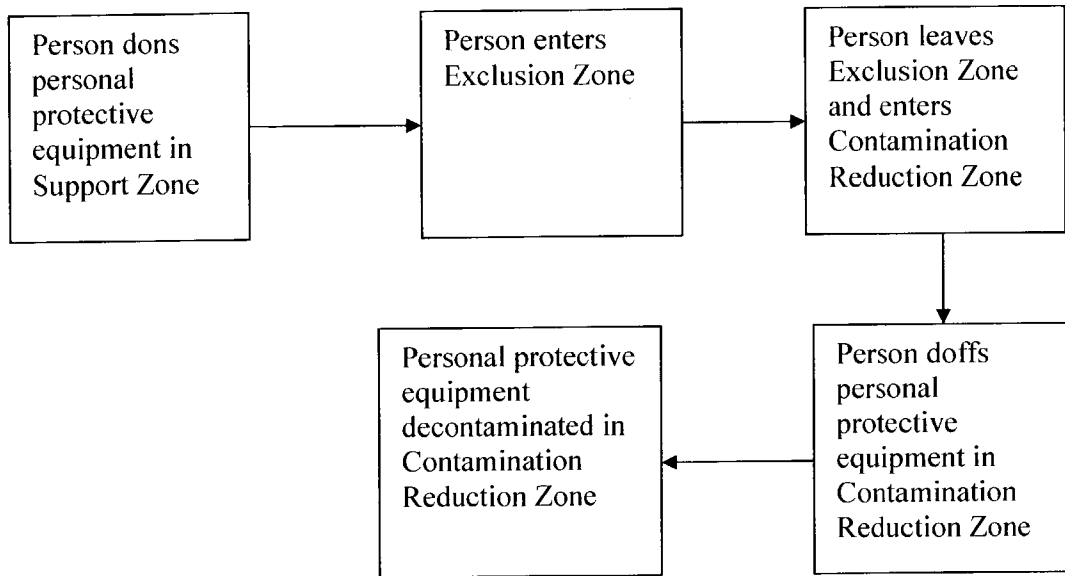 Person dons
personal
protective
equipment in
Support Zone
Person enters
Exclusion Zone
Person leaves
Exclusion Zone
and enters
Contamination
Reduction Zone
Person doffs
personal
protective
equipment in
Contamination
Reduction Zone
Personal protective
equipment
decontaminated in
Contamination
Reduction Zone